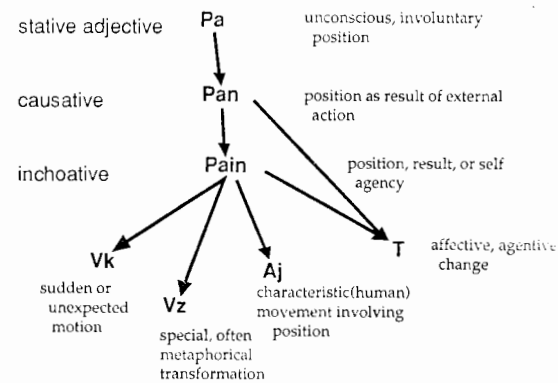 stative adjective
Pa
unconscious, involuntary
position
causative
Pan
position as result of external
action
inchoative
Pain
position, result, or self
agency
T
affective, agentive
change
Vk
sudden or
unexpected
motion
Vz
special, often
metaphorical
transformation
Aj
characteristic(human)
movement involving
position